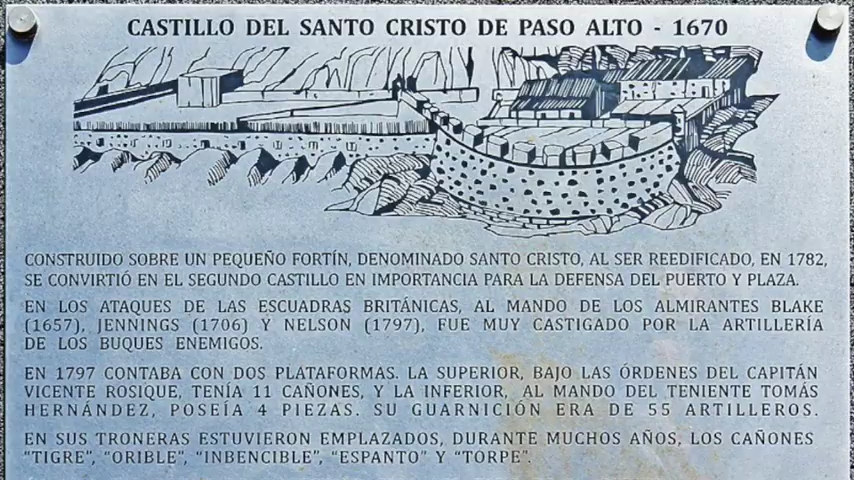 CASTILLO DEL SANTO CRISTO DE PASO ALTO - 1670
CONSTRUIDO SOBRE UN PEQUEÑO FORTÍN, DENOMINADO SANTO CRISTO, AL SER REEDIFICADO, EN 1782,
SE CONVIRTIÓ EN EL SEGUNDO CASTILLO EN IMPORTANCIA PARA LA DEFENSA DEL PUERTO Y PLAZA.
EN LOS ATAQUES DE LAS ESCUADRAS BRITÁNICAS, AL MANDO DE LOS ALMIRANTES BLAKE
(1657), JENNINGS (1706) Y NELSON (1797), FUE MUY CASTIGADO POR LA ARTILLERÍA
DE LOS BUQUES ENEMIGOS.
EN 1797 CONTABA CON DOS PLATAFORMAS. LA SUPERIOR, BAJO LAS ÓRDENES DEL CAPITÁN
VICENTE ROSIQUE, TENÍA 11 CAÑONES, Y LA INFERIOR, AL MANDO DEL TENIENTE TOMÁS
HERNÁNDEZ, POSEÍA 4 PIEZAS. SU GUARNICIÓN ERA DE 55 ARTILLEROS.
EN SUS TRONERAS ESTUVIERON EMPLAZADOS, DURANTE MUCHOS AÑOS, LOS CAÑONES
“TIGRE”, “ORIBLE”, “INBENCIBLE”, “ESPANTO” Y “TORPE”.